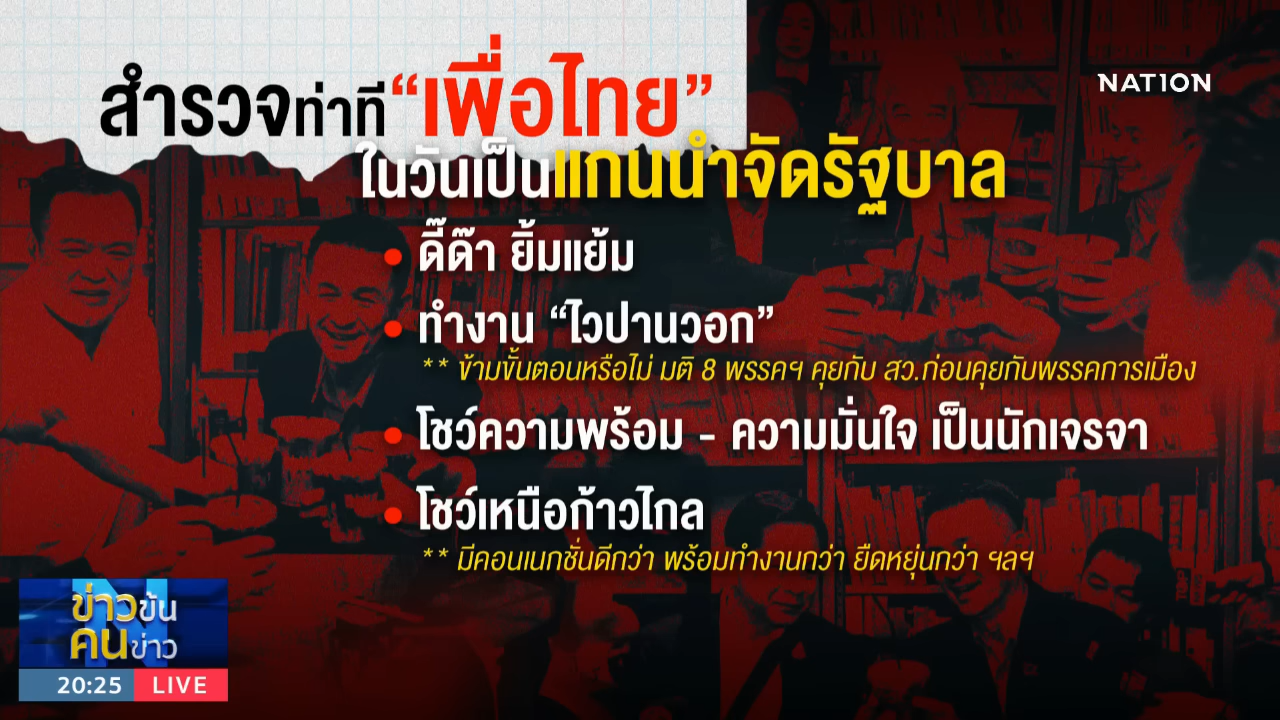 สำรวจท่าที “เพื่อไทย”
NATION
ในวันเป็นแกนนำจัดรัฐบาล
• ดี๊ด๊า ยิ้มแย้ม
• ทำงาน “ไวปานวอก”
** ข้ามขั้นตอนหรือไม่ มติ 8 พรรคฯ คุยกับ สว.ก่อนคุยกับพรรคการเมือง
• โชว์ความพร้อม - ความมั่นใจ เป็นนักเจรจา
• โชว์เหนือก้าวไกล
** มีคอนเนกชั่นดีกว่า พร้อมทำงานกว่า ยืดหยุ่นกว่า ฯลฯ
ข่าวข้น
คนข่าว
20:25 LIVE